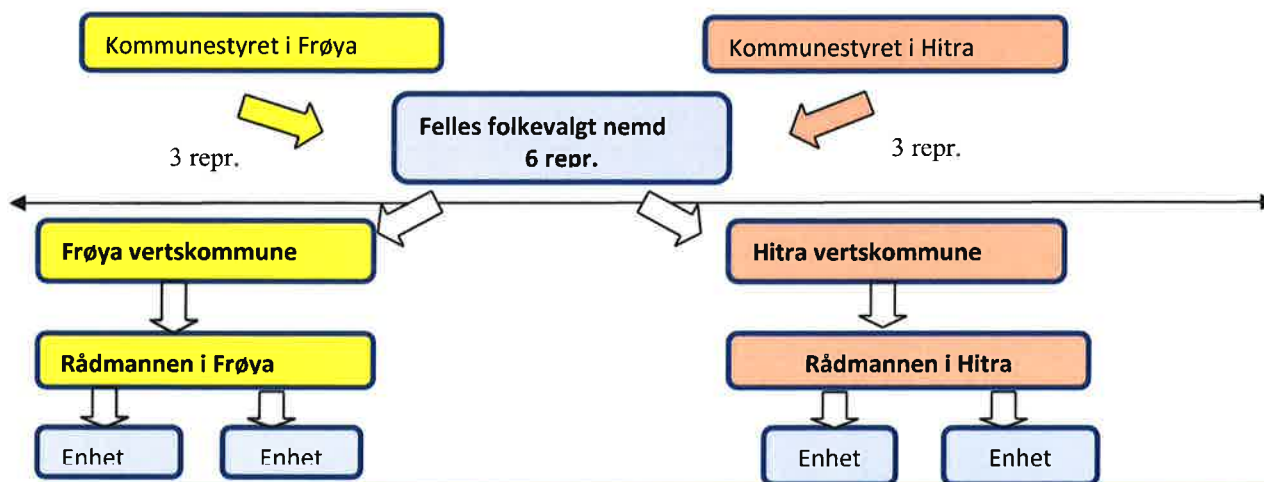 Kommunestyret i Frøya
Kommunestyret i Hitra
Felles folkevalgt nemd
6 repr.
3 repr.
3 repr.
Frøya vertskommune
Hitra vertskommune
Rådmannen i Frøya
Rådmannen i Hitra
Enhet
Enhet
Enhet
Enhet